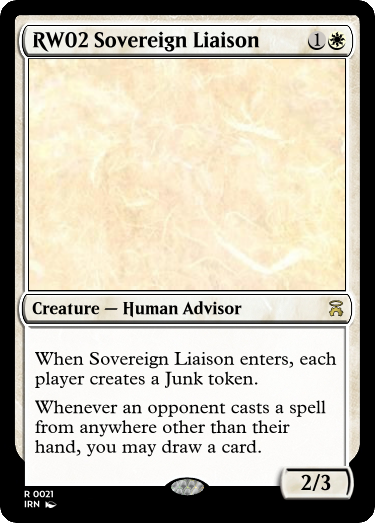 RW02 Sovereign Liaison 1
Creature — Human Advisor
When Sovereign Liaison enters, each
player creates a Junk token.
Whenever an opponent casts a spell
from anywhere other than their
hand, you may draw a card.
2/3
R 0021
IRN